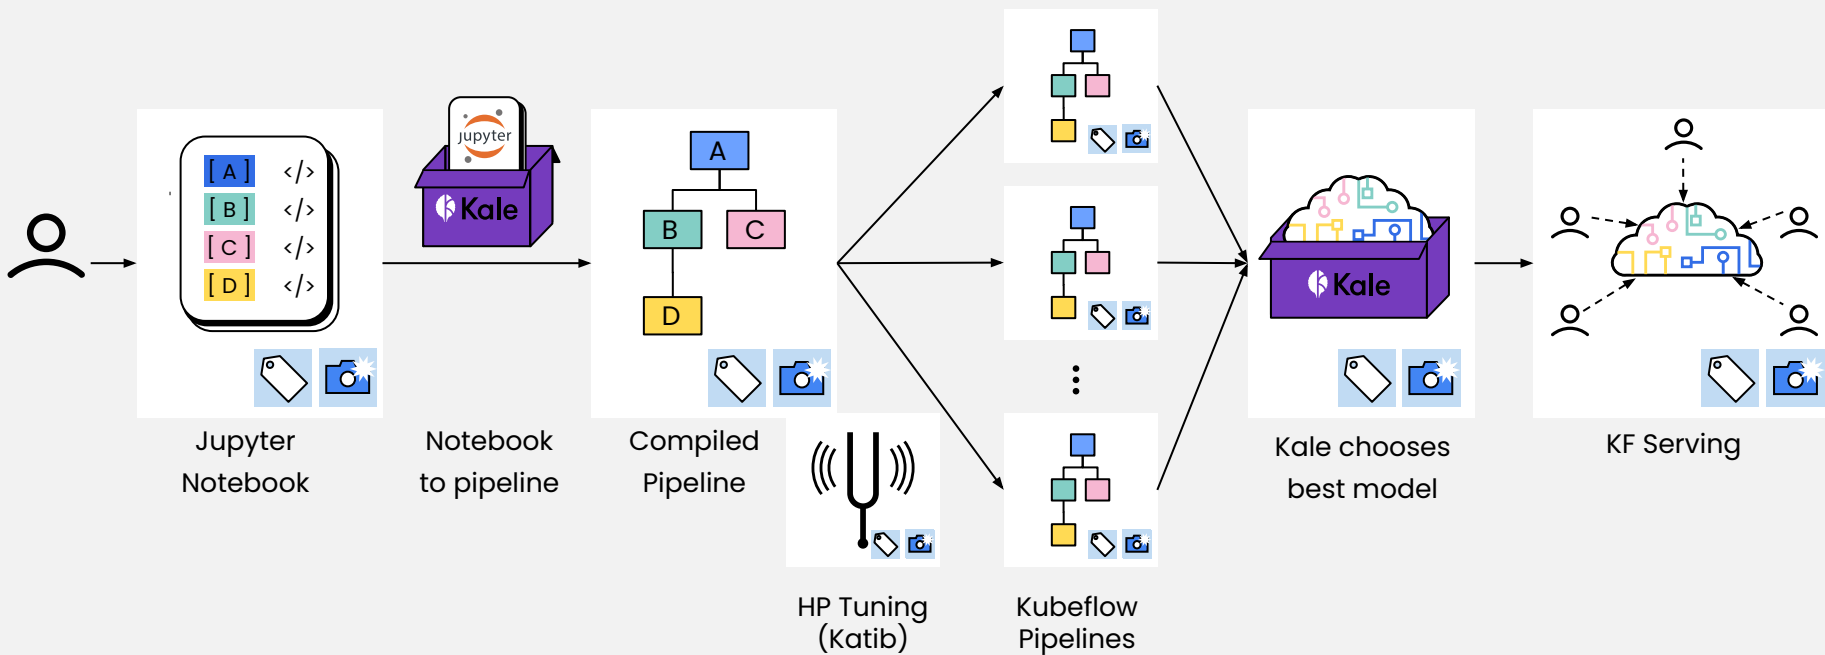 [ A ] </>
[ B ] </>
[ C ] </>
[ D ] </>
Jupyter
Notebook
jupyter
Kale
Notebook
to pipeline
A
B
C
D
Compiled
Pipeline
HP Tuning
(Katib)
Kubeflow
Pipelines
Kale
Kale chooses
best model
KF Serving